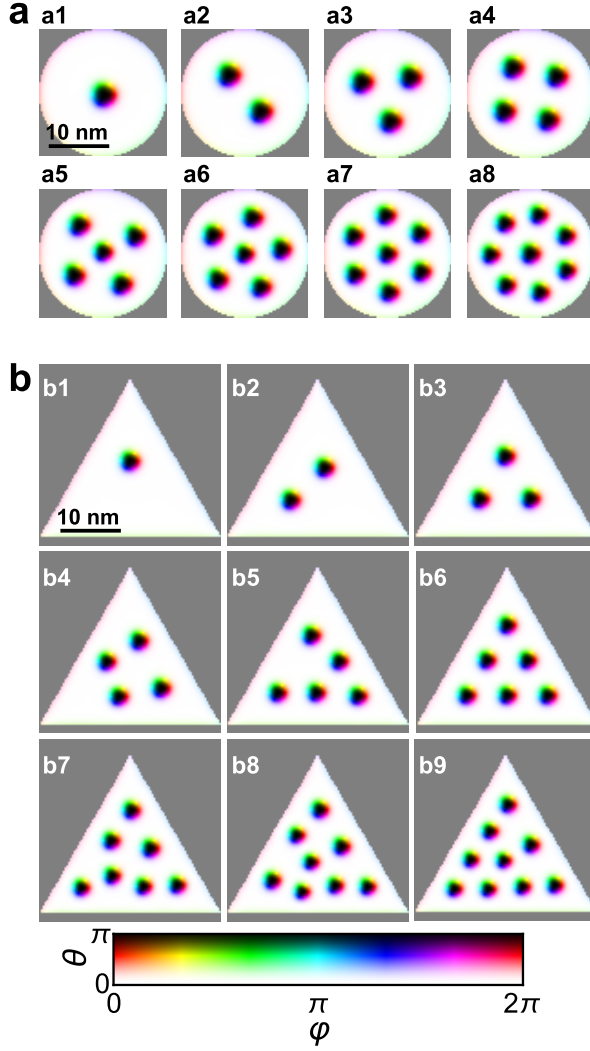 a
a1 a2 a3 a4
10 nm
a5 a6 a7 a8
b
b1 b2 b3
10 nm
b4 b5 b6
b7 b8 b9
π
θ
0
0 π 2π
φ